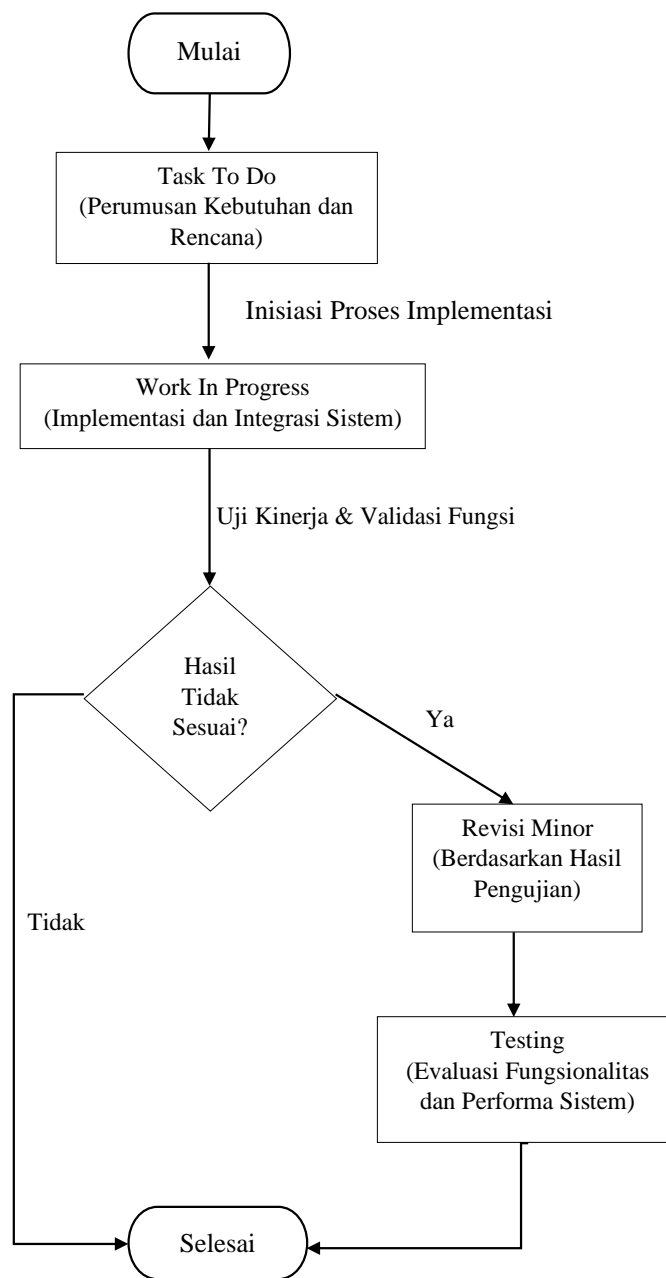 Mulai
Task To Do
(Perumusan Kebutuhan dan
Rencana)
Inisiasi Proses Implementasi
Work In Progress
(Implementasi dan Integrasi Sistem)
Uji Kinerja & Validasi Fungsi
Hasil
Tidak
Sesuai?
Ya
Revisi Minor
(Berdasarkan Hasil
Pengujian)
Tidak
Testing
(Evaluasi Fungsionalitas
dan Performa Sistem)
Selesai